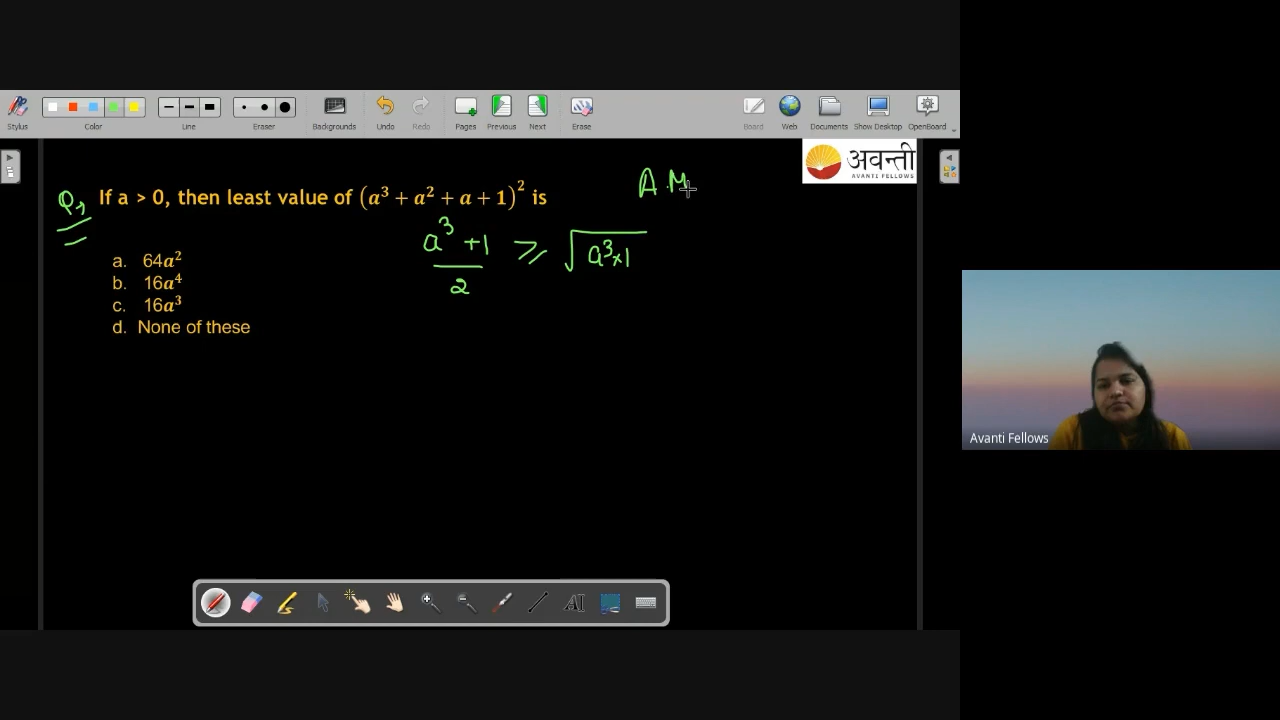 Stylus
Color
Line
Eraser
Backgrounds
Undo
Redo
Pages
Previous
Next
Erase
Board
Web
Documents
Show Desktop
OpenBoard
अवन्ती
AVANTI FELLOWS
A.M
Q1 If a > 0, then least value of (a³ + a² + a + 1)² is
a³ + 1 / 2 ⩾ √a³×1
a. 64a²
b. 16a⁴
c. 16a³
d. None of these
Avanti Fellows
AI